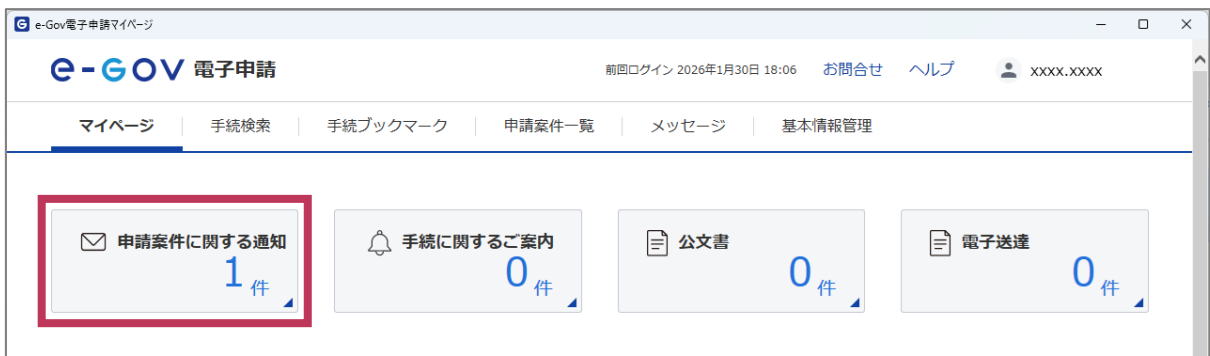 e-Gov電子申請マイページ
e-GOV 電子申請 前回ログイン 2026年1月30日 18:06 お問合せ ヘルプ xxxx.xxxx
マイページ 手続検索 手続ブックマーク 申請案件一覧 メッセージ 基本情報管理
申請案件に関する通知 手続に関するご案内 公文書 電子送達
1件 0件 0件 0件